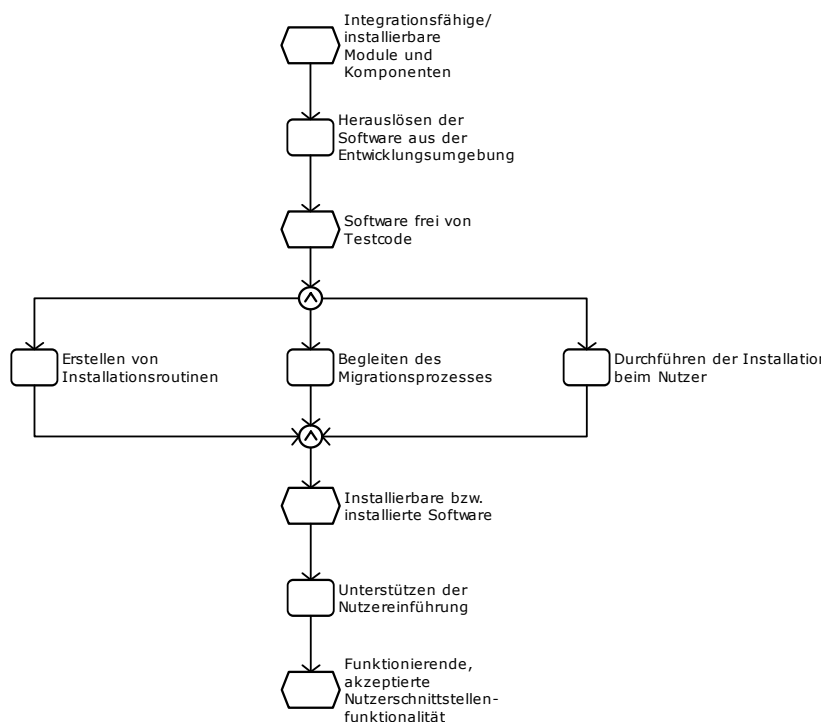 Integrationsfähige/
installierbare
Module und
Komponenten
Herauslösen der
Software aus der
Entwicklungsumgebung
Software frei von
Testcode
Erstellen von
Installationsroutinen
Begleiten des
Migrationsprozesses
Durchführen der Installation
beim Nutzer
Installierbare bzw.
installierte Software
Unterstützen der
Nutzereinführung
Funktionierende,
akzeptierte
Nutzerschnittstellen-
funktionalität